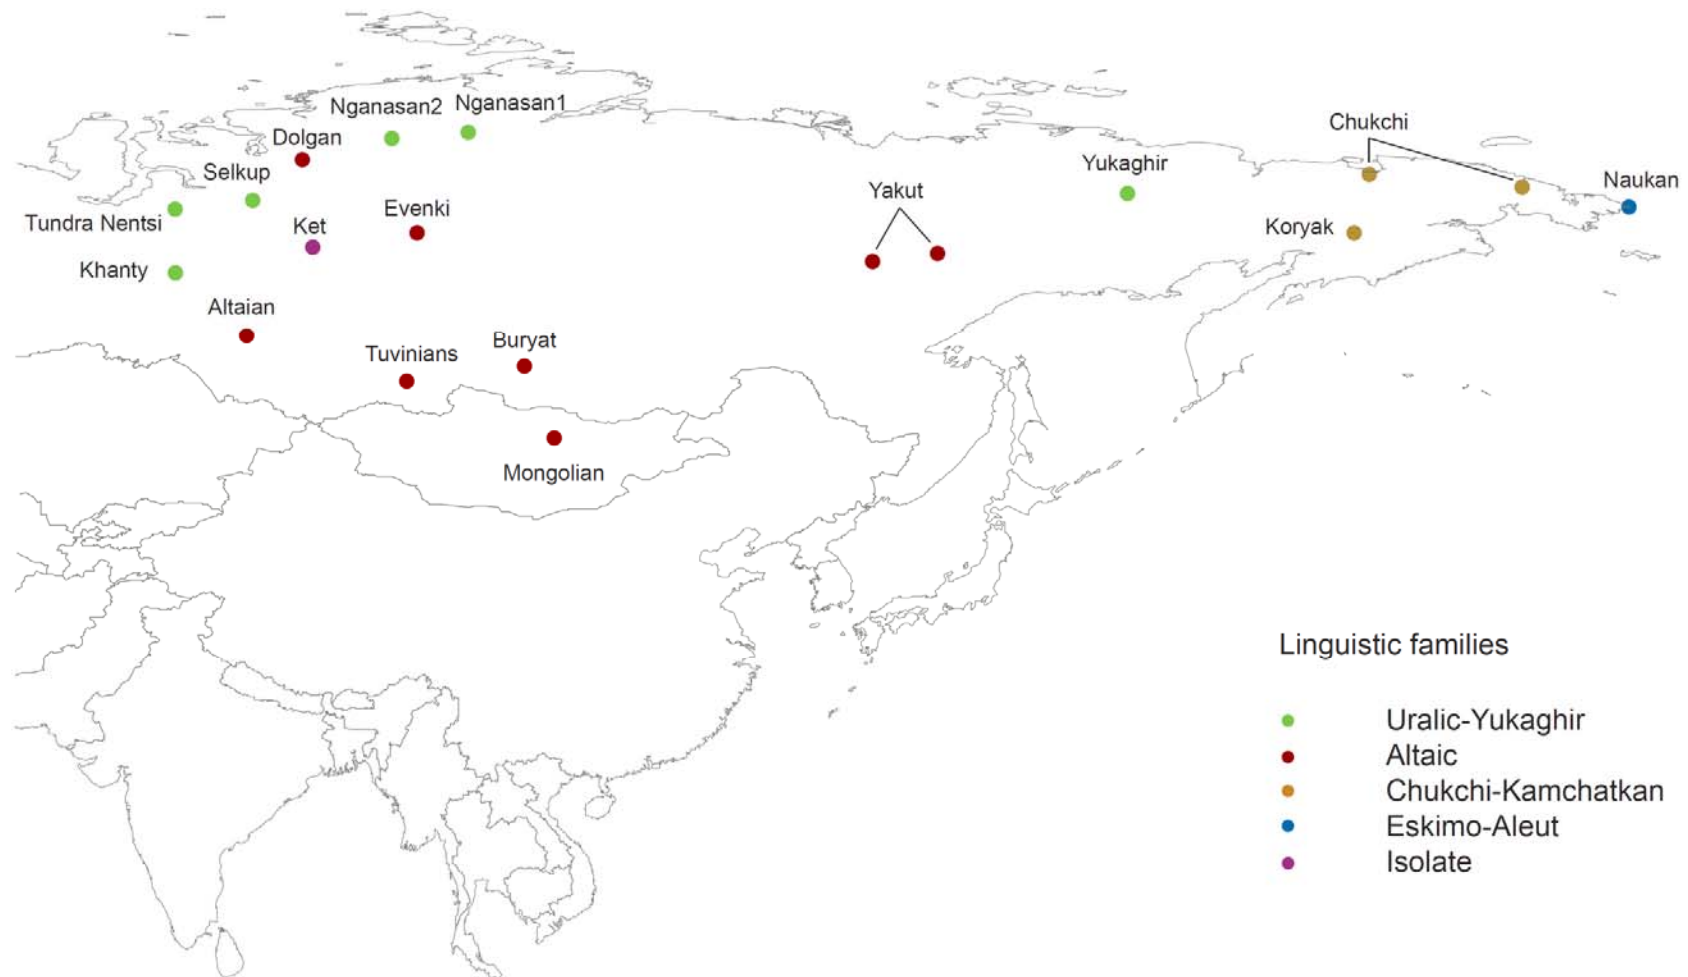 Nganasan2
Nganasan1
Dolgan
Chukchi
Selkup
Yukaghir
Naukan
Tundra Nentsi
Ket
Evenki
Yakut
Koryak
Khanty
Altaian
Tuvinians
Buryat
Mongolian
Linguistic families
Uralic-Yukaghir
Altaic
Chukchi-Kamchatkan
Eskimo-Aleut
Isolate